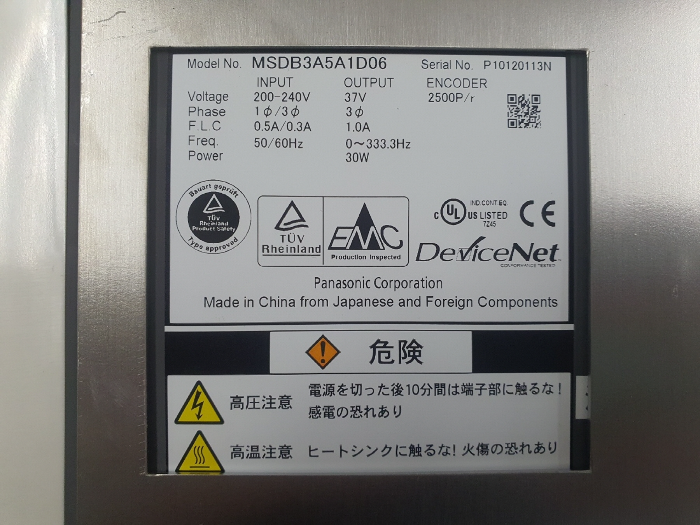 Model No. MSDB3A5A1D06 Serial No. P10120113N
INPUT OUTPUT ENCODER
Voltage 200-240V 37V 2500P/r
Phase 1φ/3φ 3φ
F.L.C 0.5A/0.3A 1.0A
Freq. 50/60Hz 0～333.3Hz
Power 30W
Bauart geprüft
TÜV
Rheinland
Product Safety
Type approved
TÜV
Rheinland
EMC
Production Inspected
IND.CONT.EQ.
C UL US LISTED
7Z45
CE
DeviceNet
CONFORMANCE TESTED
Panasonic Corporation
Made in China from Japanese and Foreign Components
危険
高圧注意 電源を切った後10分間は端子部に触るな!
感電の恐れあり
高温注意 ヒートシンクに触るな! 火傷の恐れあり